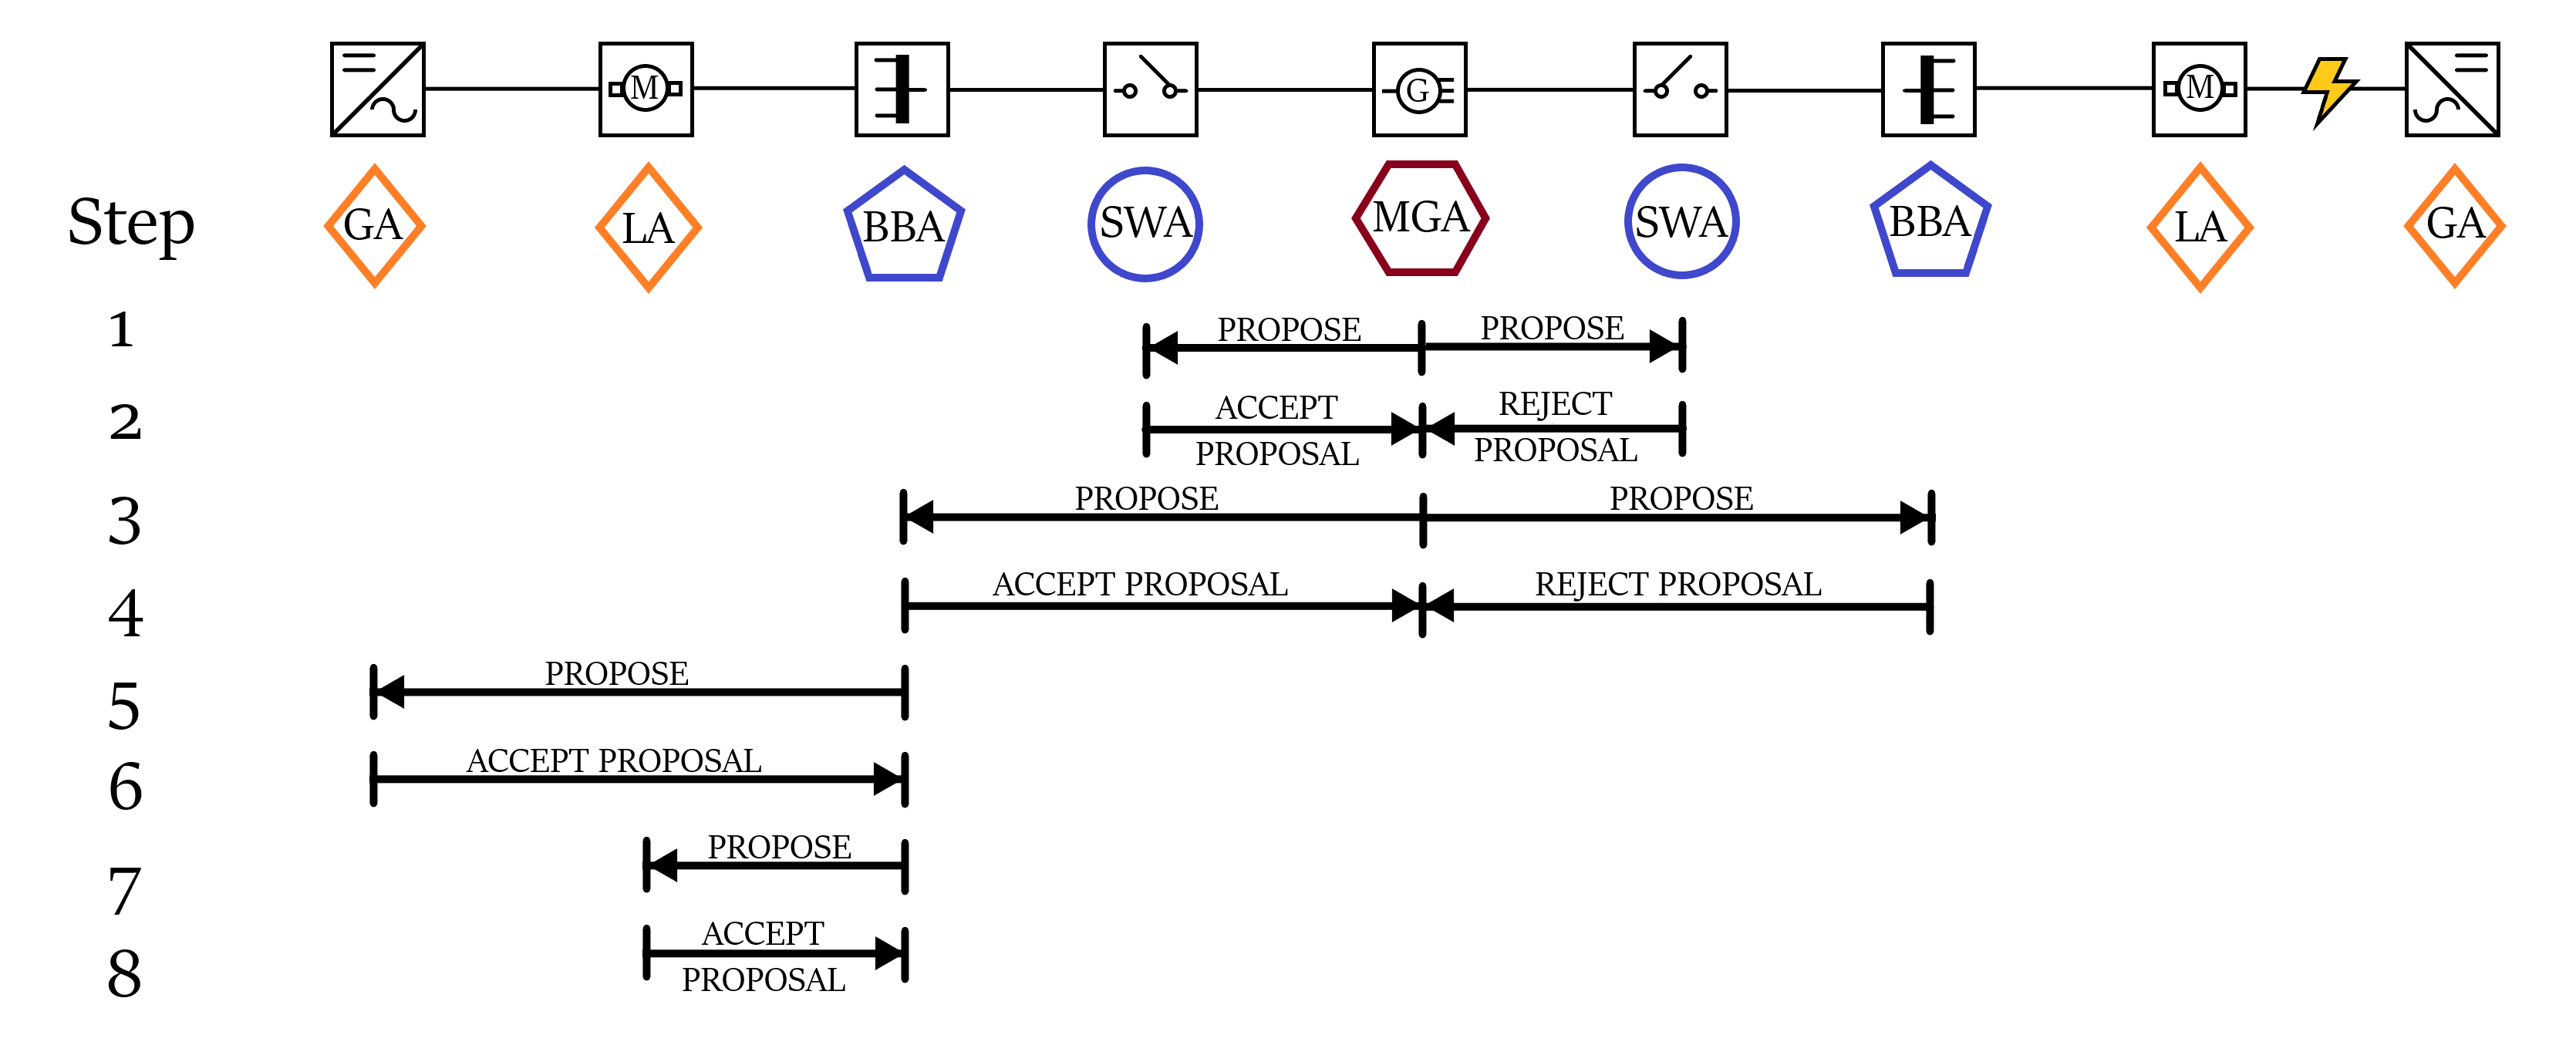 M
G
M
Step
GA
LA
BBA
SWA
MGA
SWA
BBA
LA
GA
1
PROPOSE
PROPOSE
2
ACCEPT
PROPOSAL
REJECT
PROPOSAL
3
PROPOSE
PROPOSE
4
ACCEPT PROPOSAL
REJECT PROPOSAL
5
PROPOSE
6
ACCEPT PROPOSAL
7
PROPOSE
8
ACCEPT
PROPOSAL